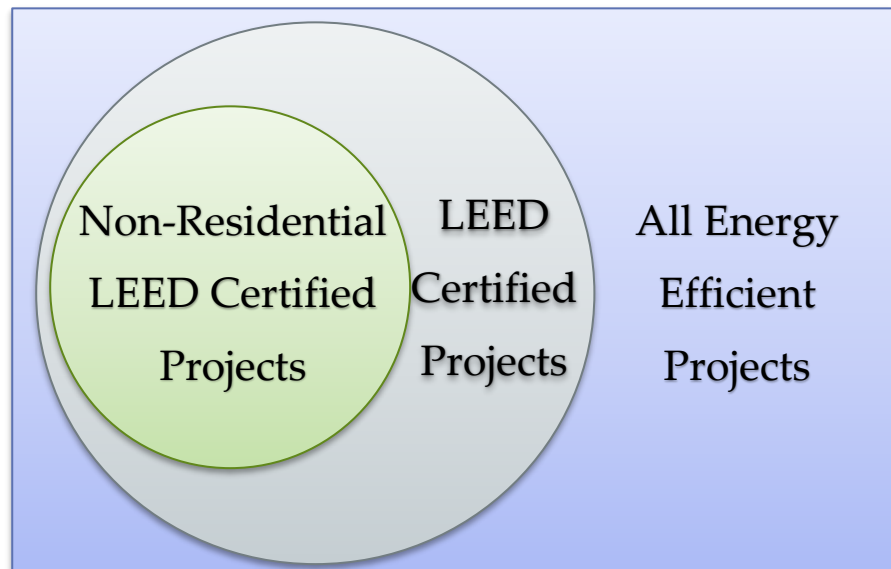 Non-Residential
LEED Certified
Projects
LEED
Certified
Projects
All Energy
Efficient
Projects